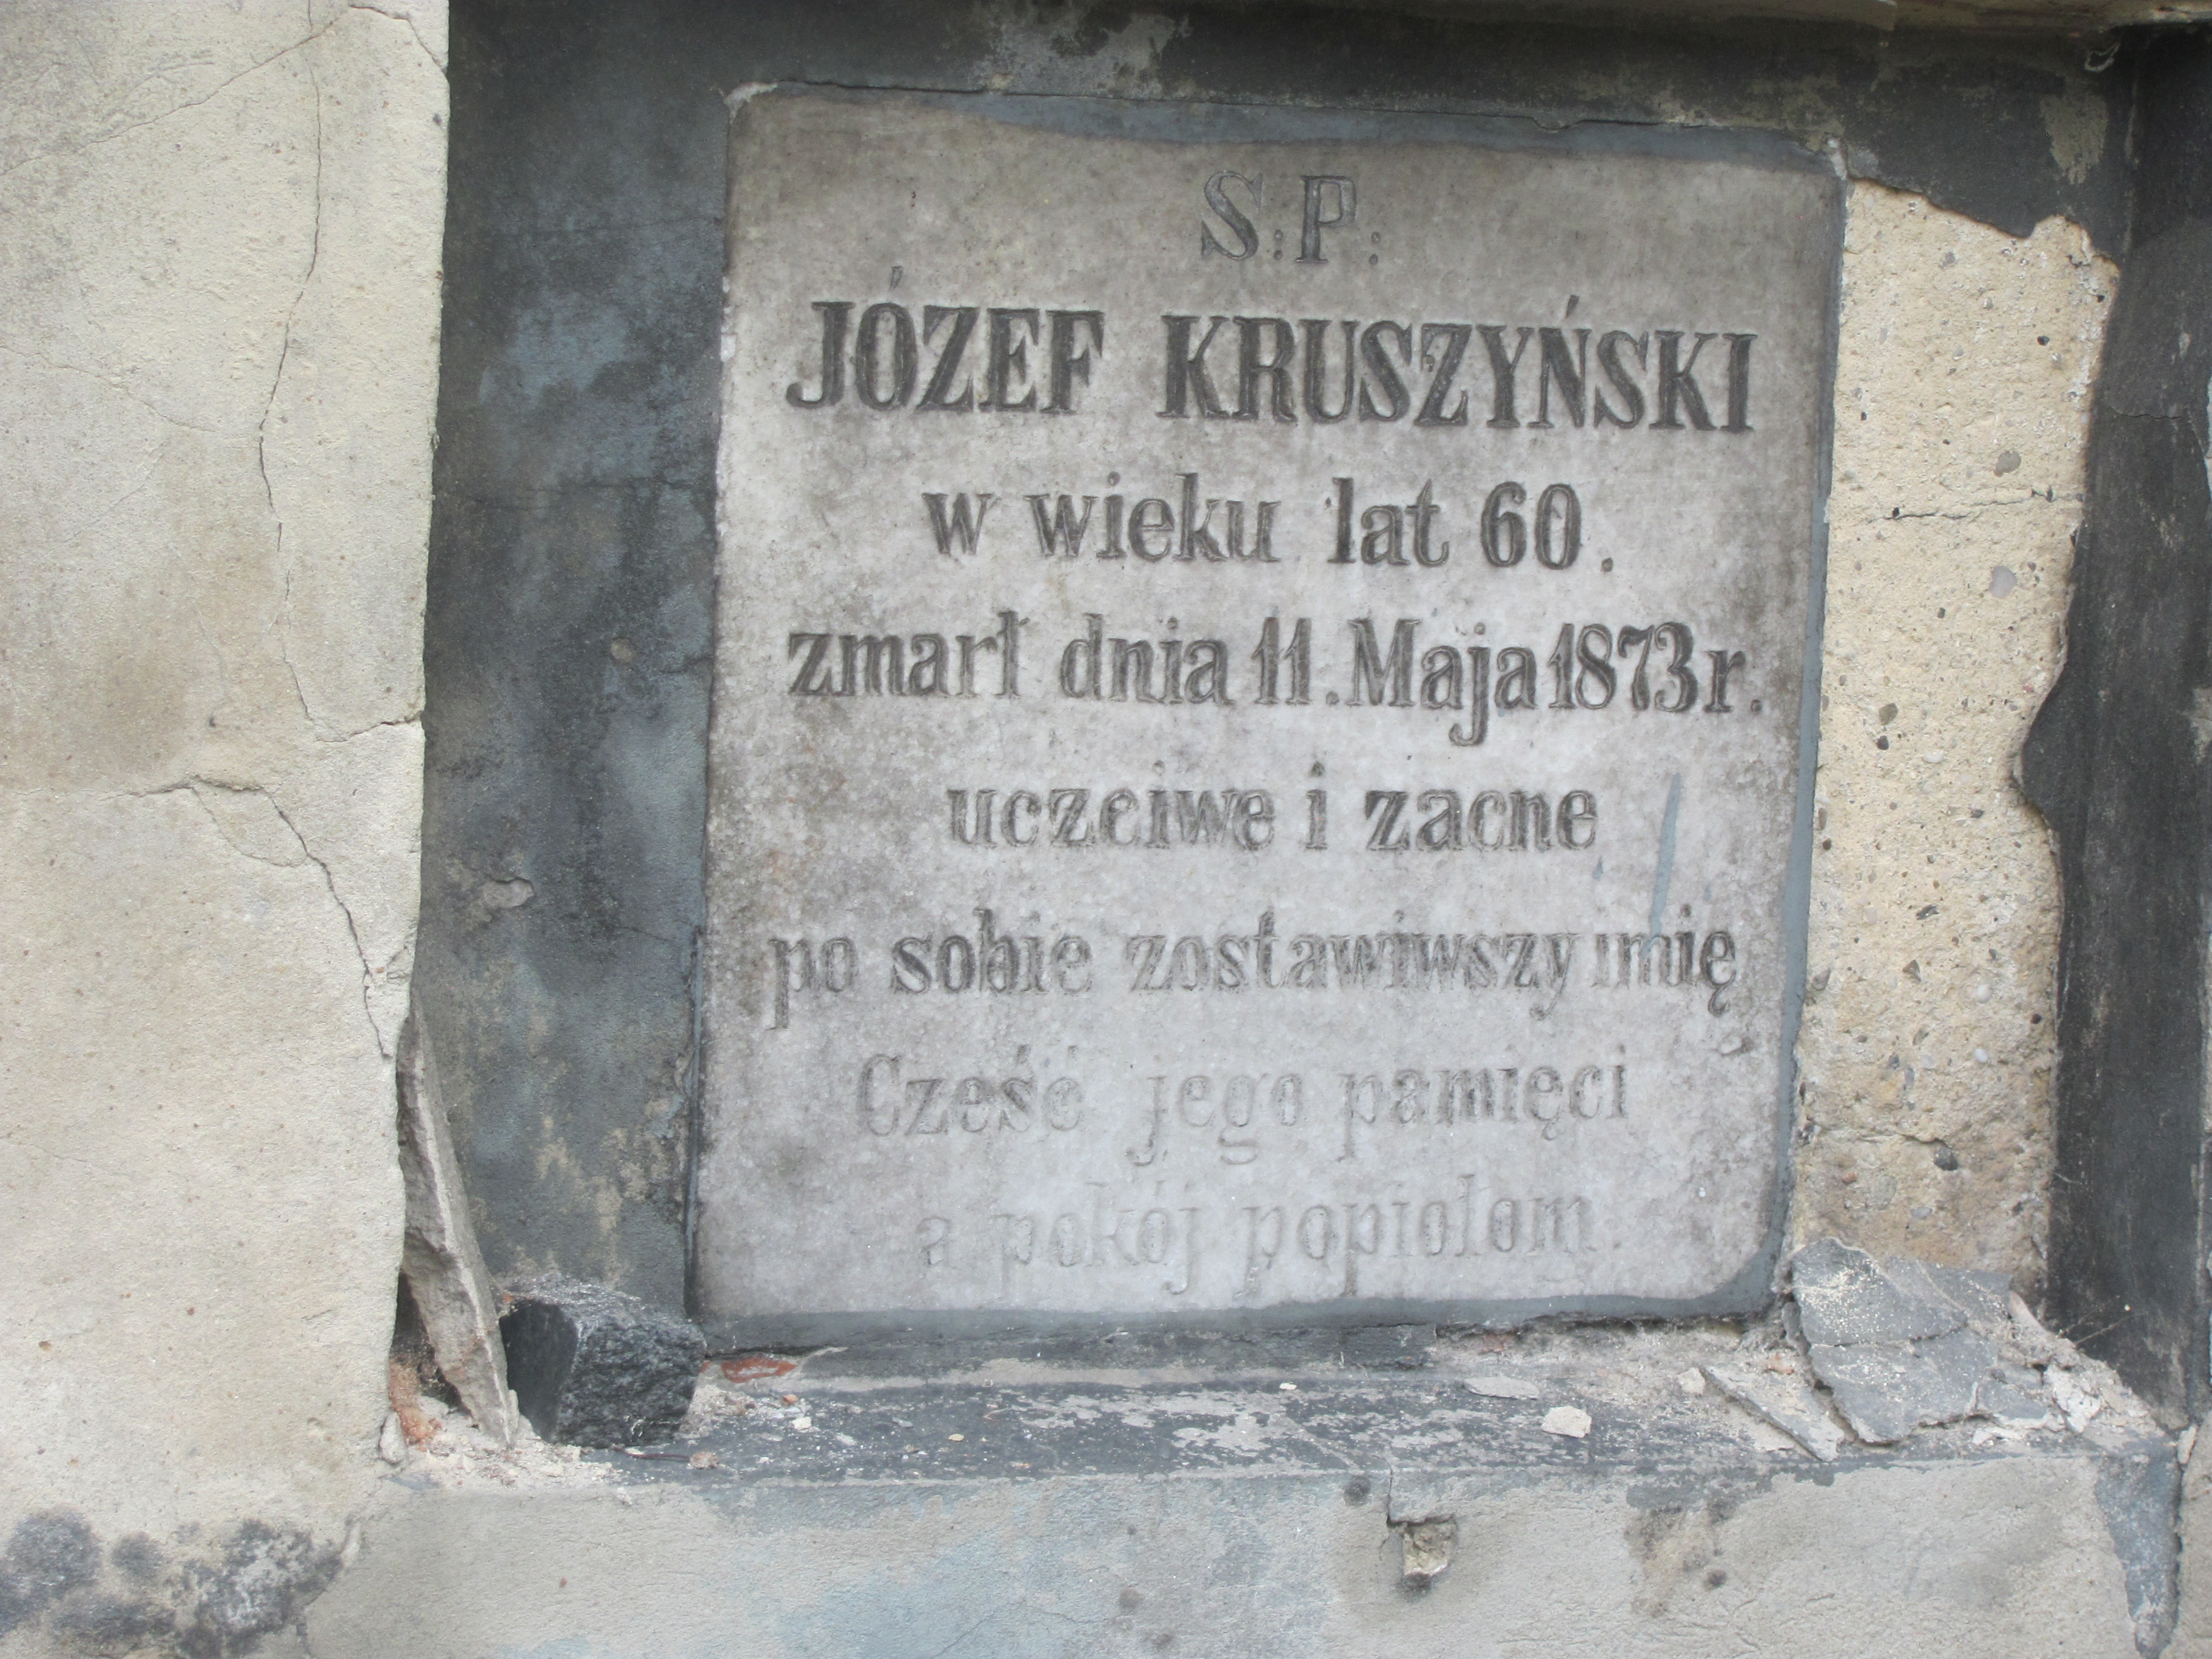 S:P:
JÓZEF KRUSZYŃSKI
w wieku lat 60.
zmarł dnia 11. Maja 1873 r.
uczciwe i zacne
po sobie zostawiwszy imię
Cześć jego pamięci
a pokój popiołom